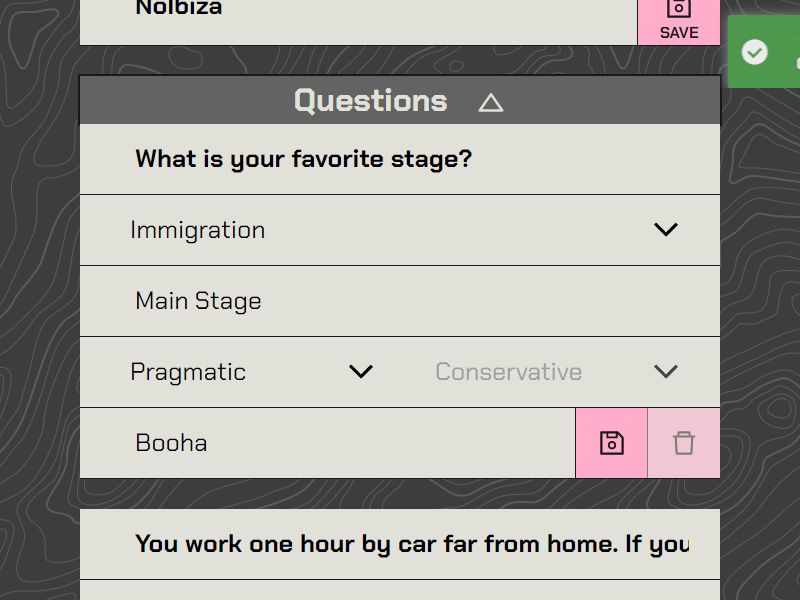 Nolbiza
SAVE
Questions
What is your favorite stage?
Immigration
Main Stage
Pragmatic
Conservative
Booha
You work one hour by car far from home. If you